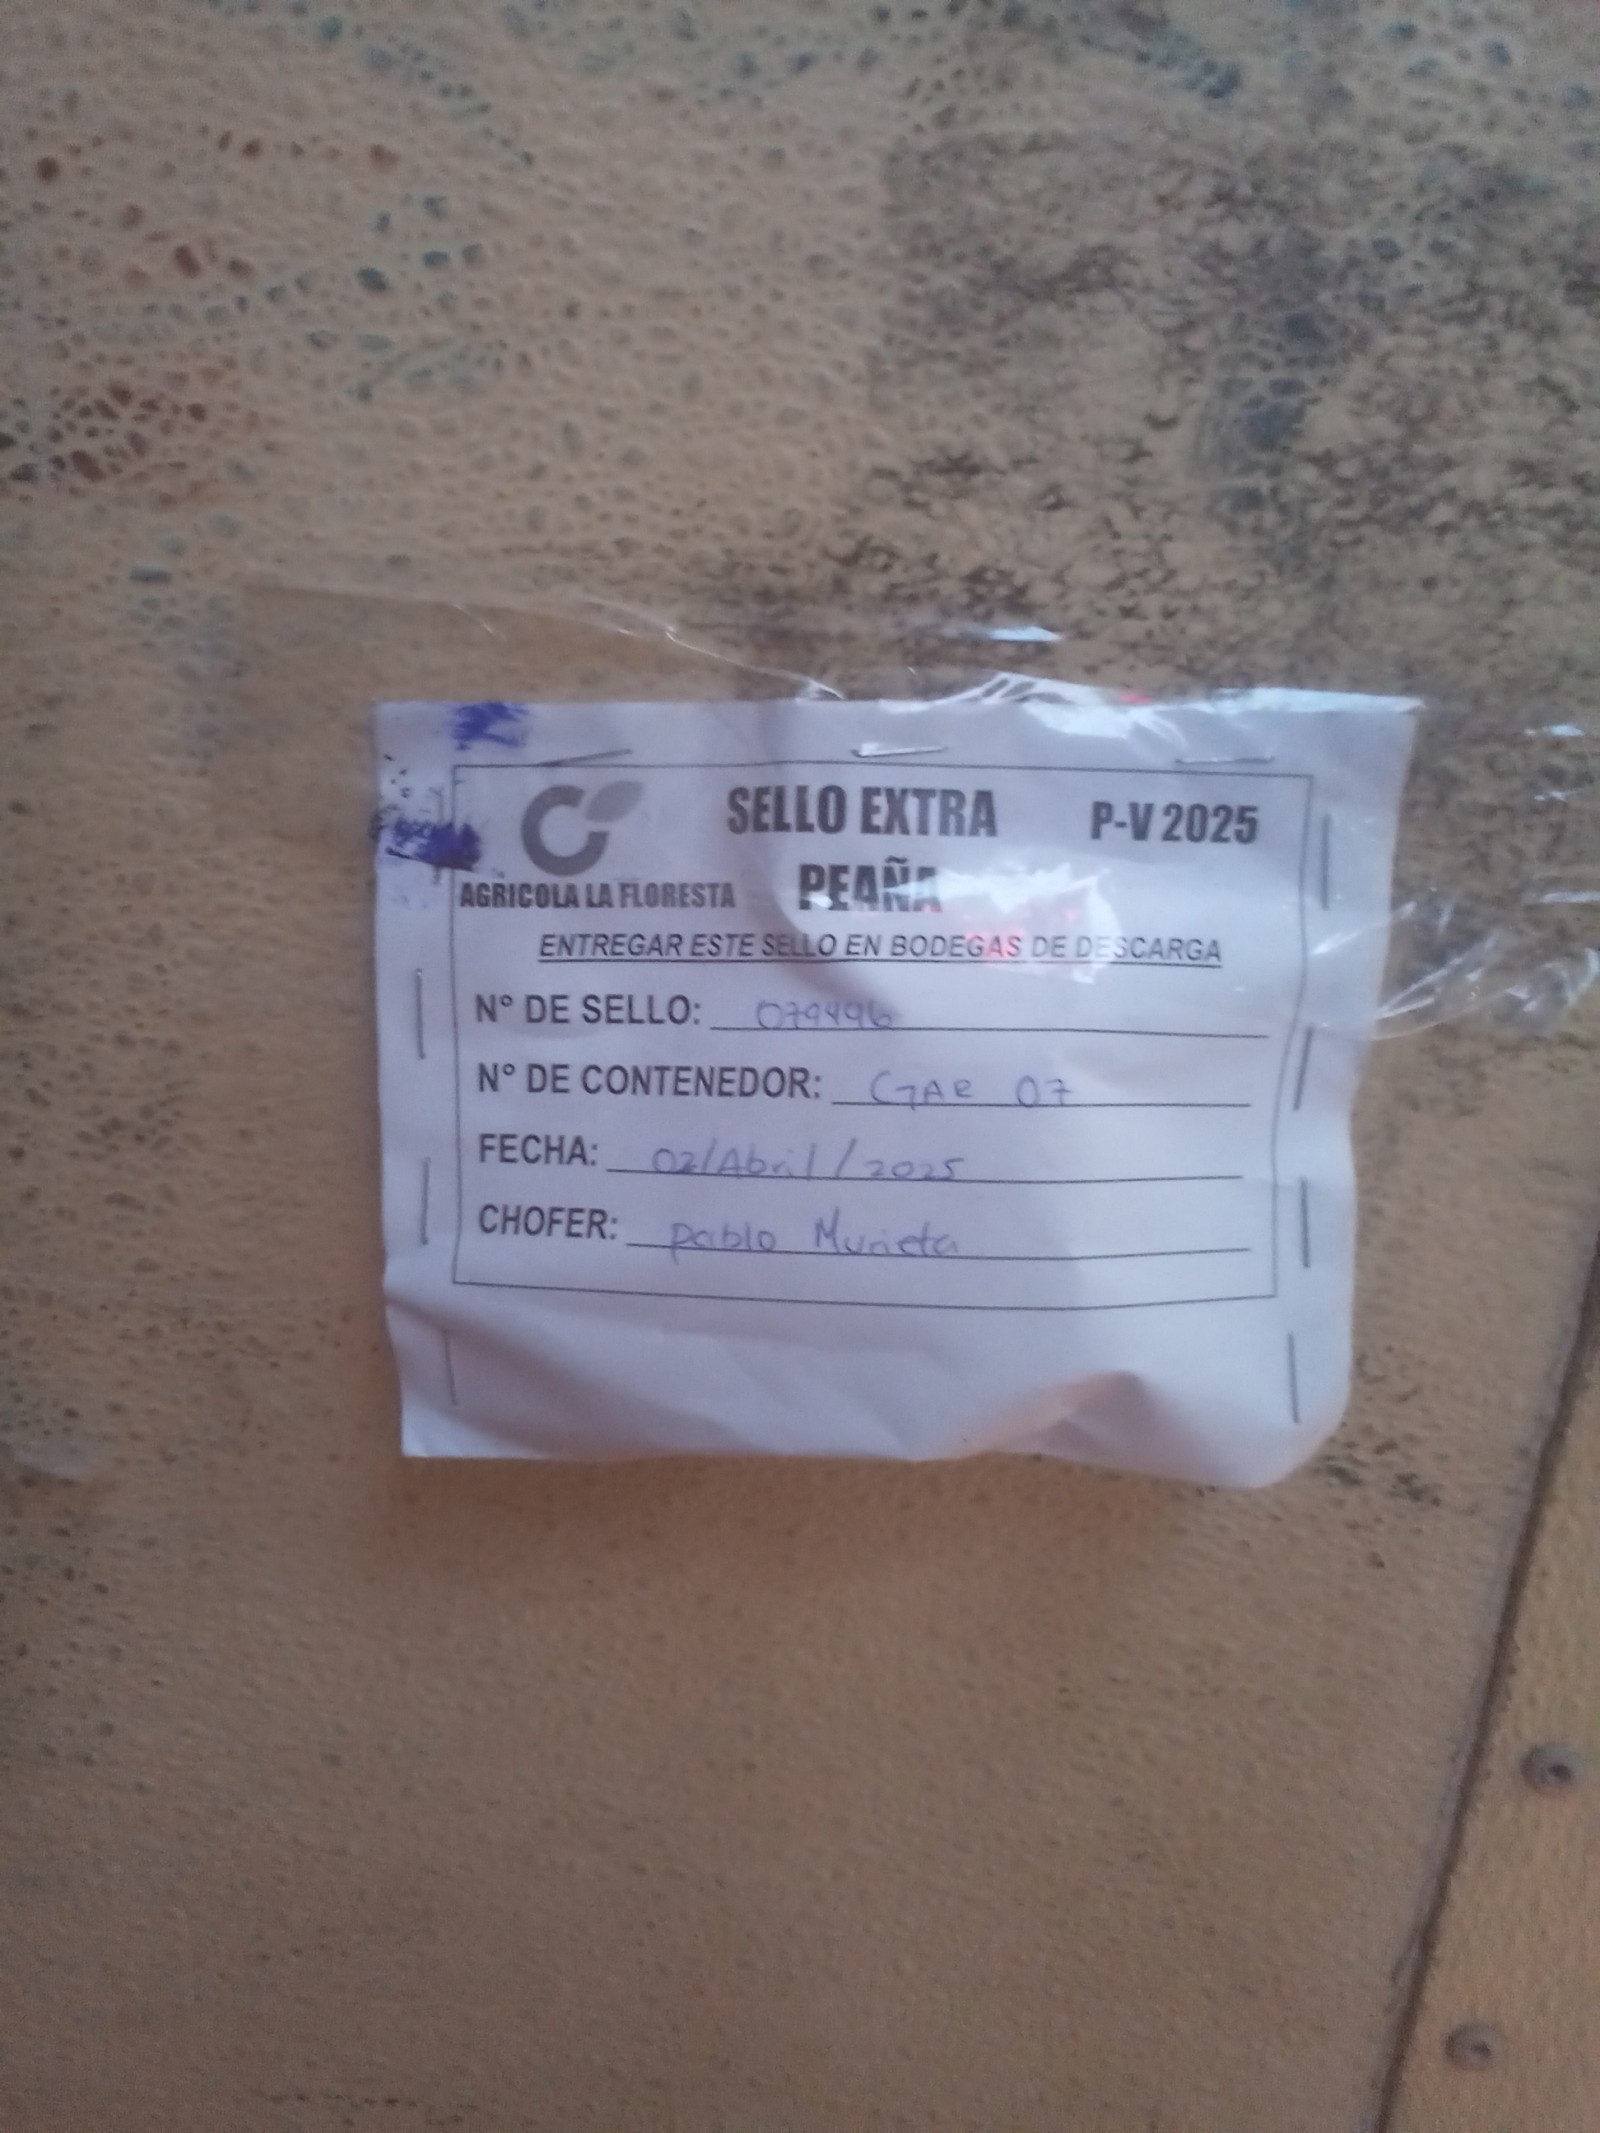 SELLO EXTRA P-V 2025
PEAÑA
AGRICOLA LA FLORESTA
ENTREGAR ESTE SELLO EN BODEGAS DE DESCARGA
N° DE SELLO: 079496
N° DE CONTENEDOR: GAR 07
FECHA: 02/Abril/2025
CHOFER: Pablo Murieta